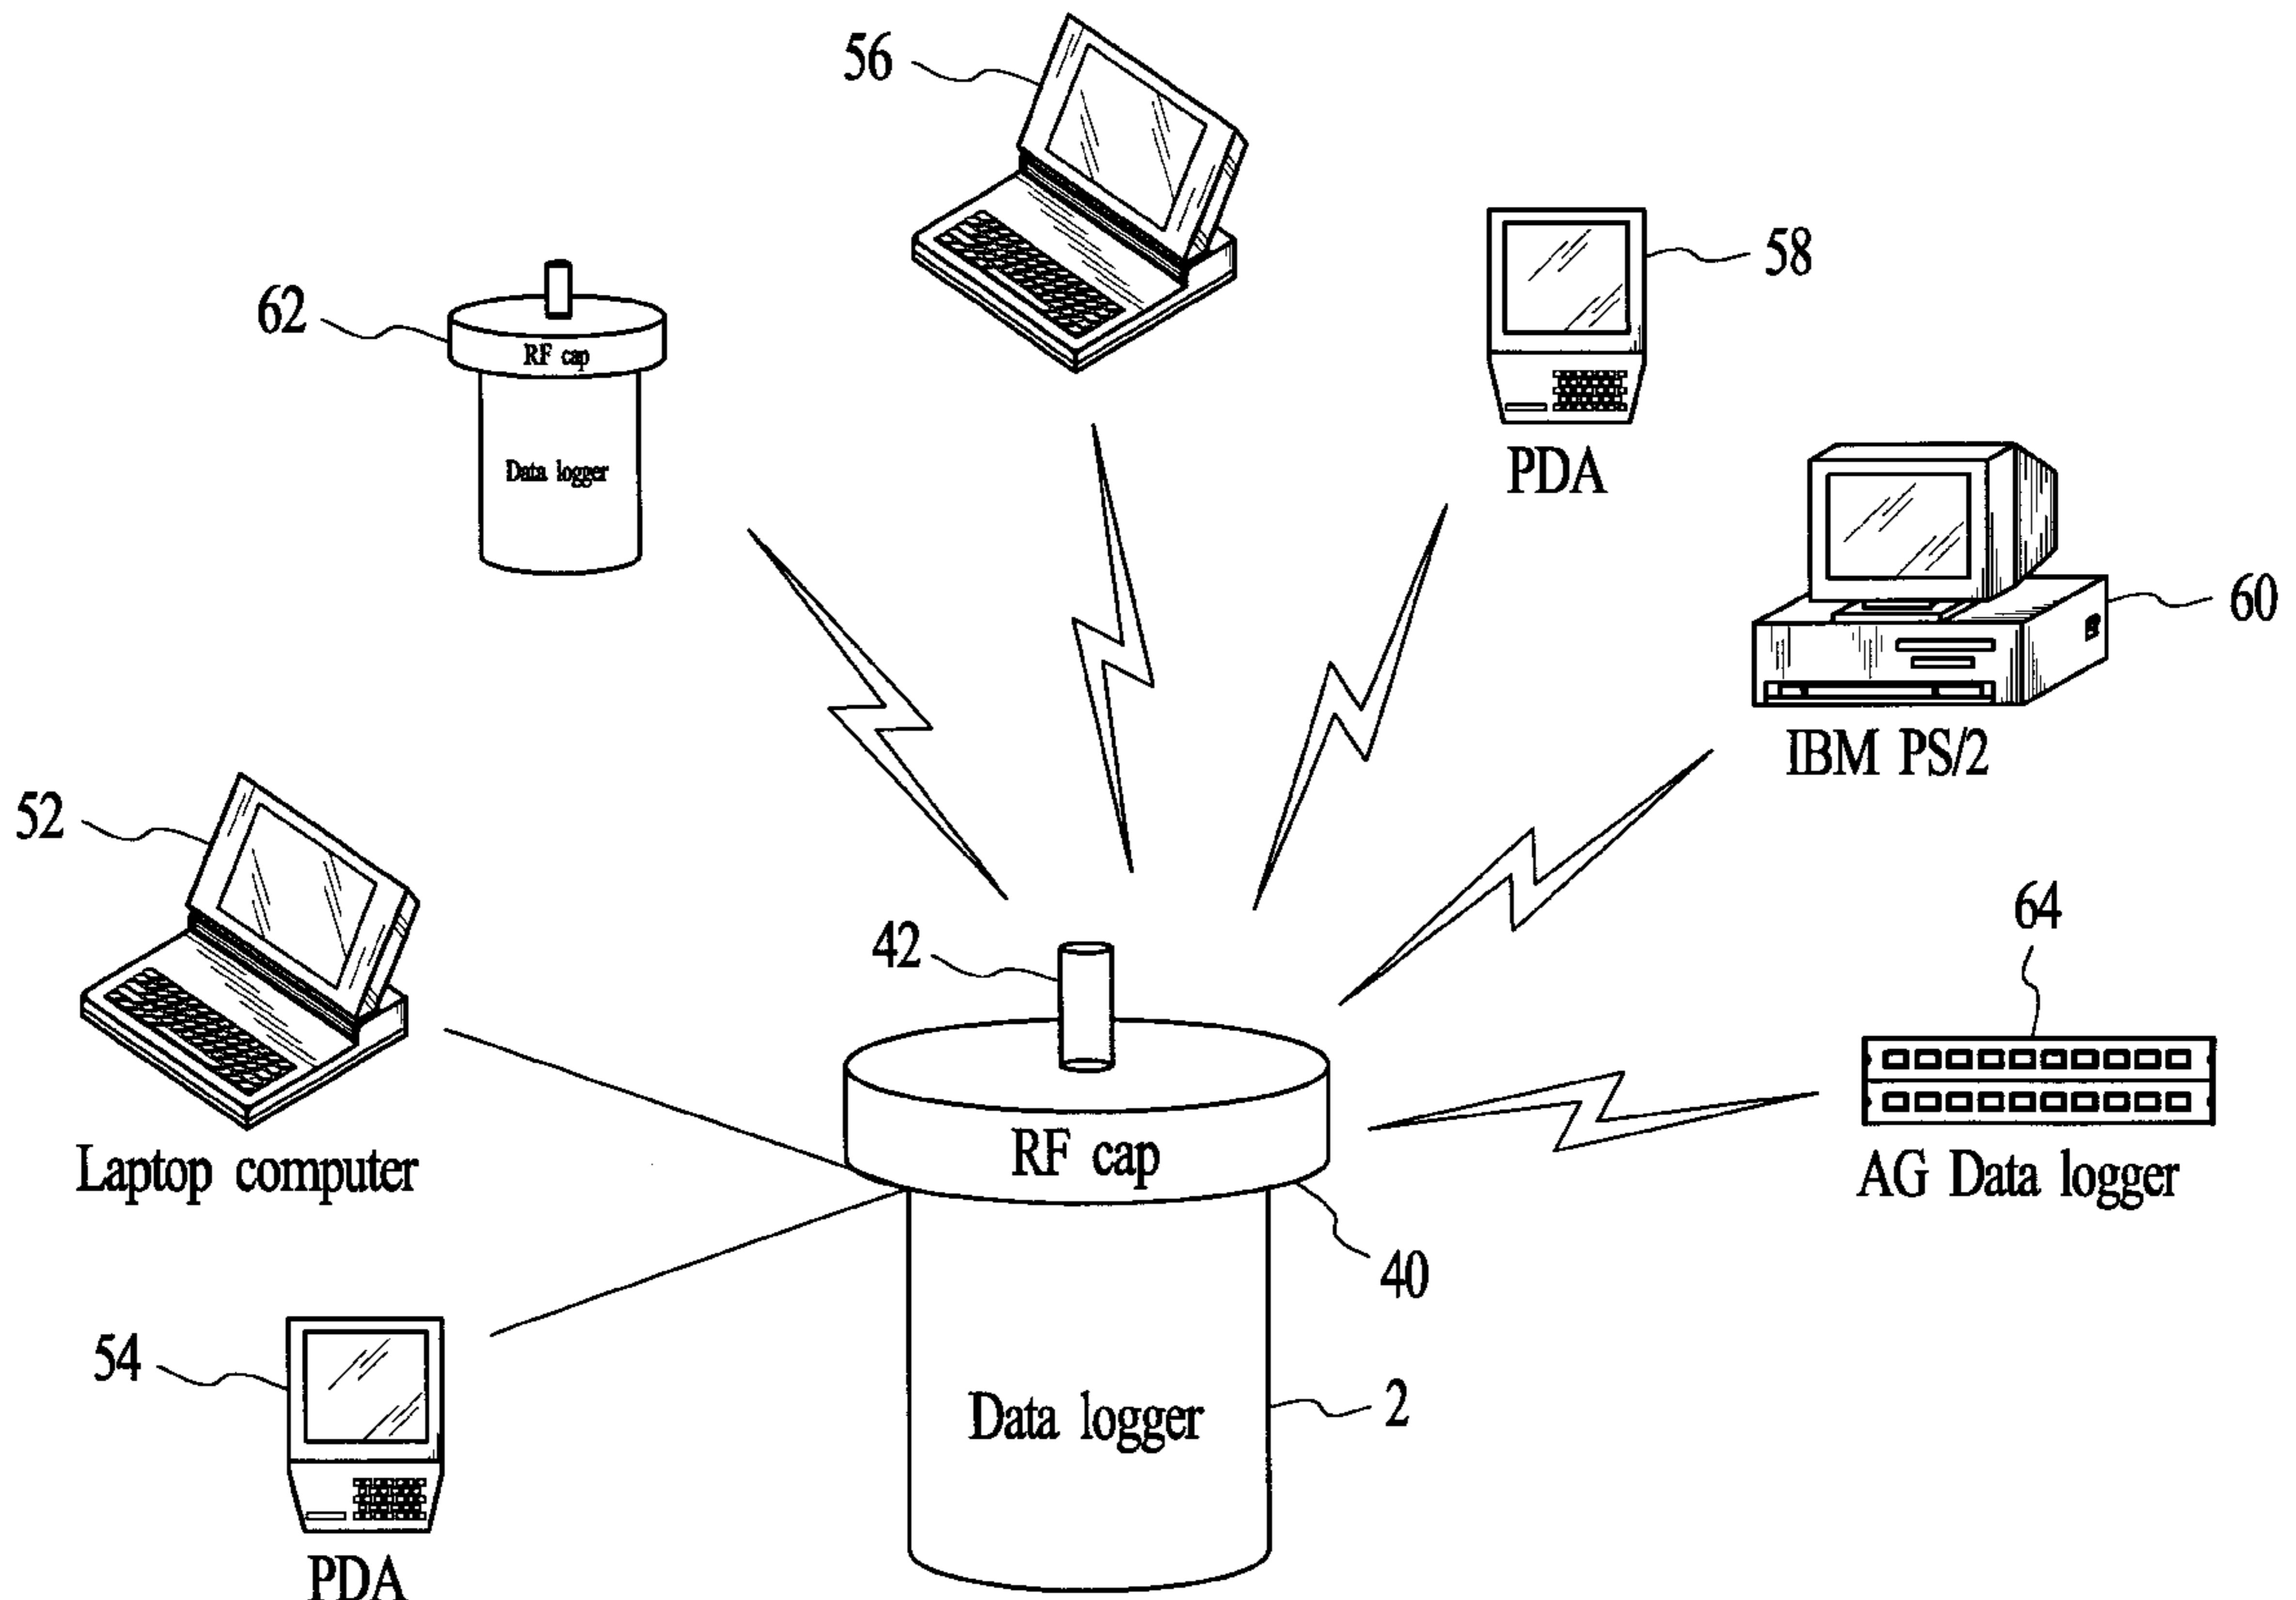 56
58
PDA
62
RF cap
Data logger
60
IBM PS/2
52
Laptop computer
42
64
AG Data logger
RF cap
40
54
PDA
Data logger
2